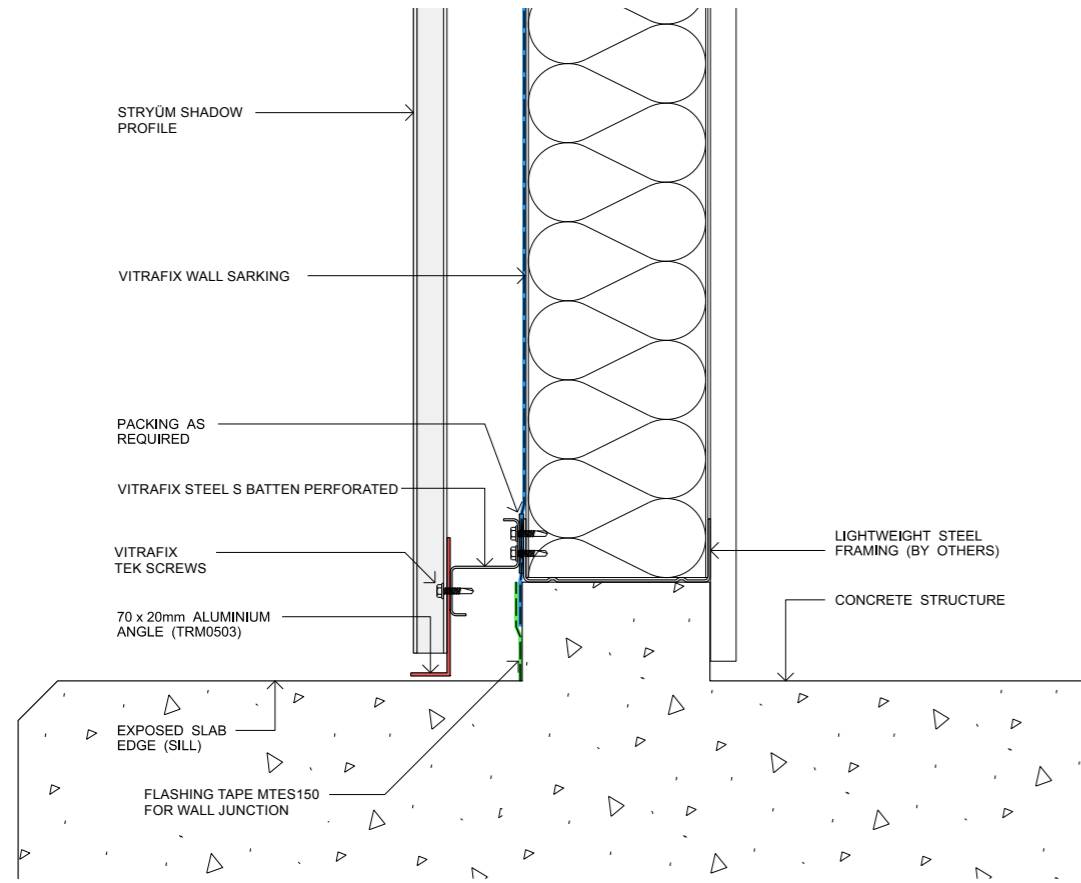 STRYÜM SHADOW
PROFILE
VITRAFIX WALL SARKING
PACKING AS
REQUIRED
VITRAFIX STEEL S BATTEN PERFORATED
VITRAFIX
TEK SCREWS
70 x 20mm ALUMINIUM
ANGLE (TRM0503)
EXPOSED SLAB
EDGE (SILL)
FLASHING TAPE MTES150
FOR WALL JUNCTION
LIGHTWEIGHT STEEL
FRAMING (BY OTHERS)
CONCRETE STRUCTURE